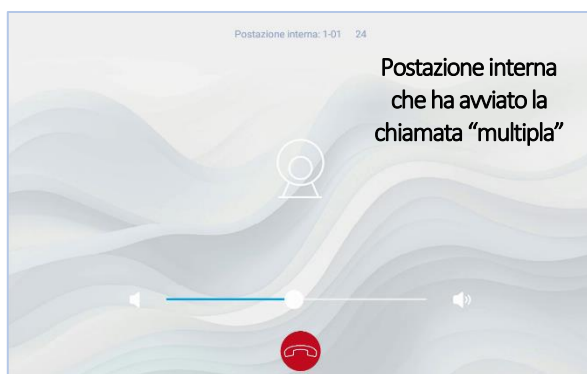 Postazione interna: 1-01 24
Postazione interna
che ha avviato la
chiamata “multipla”